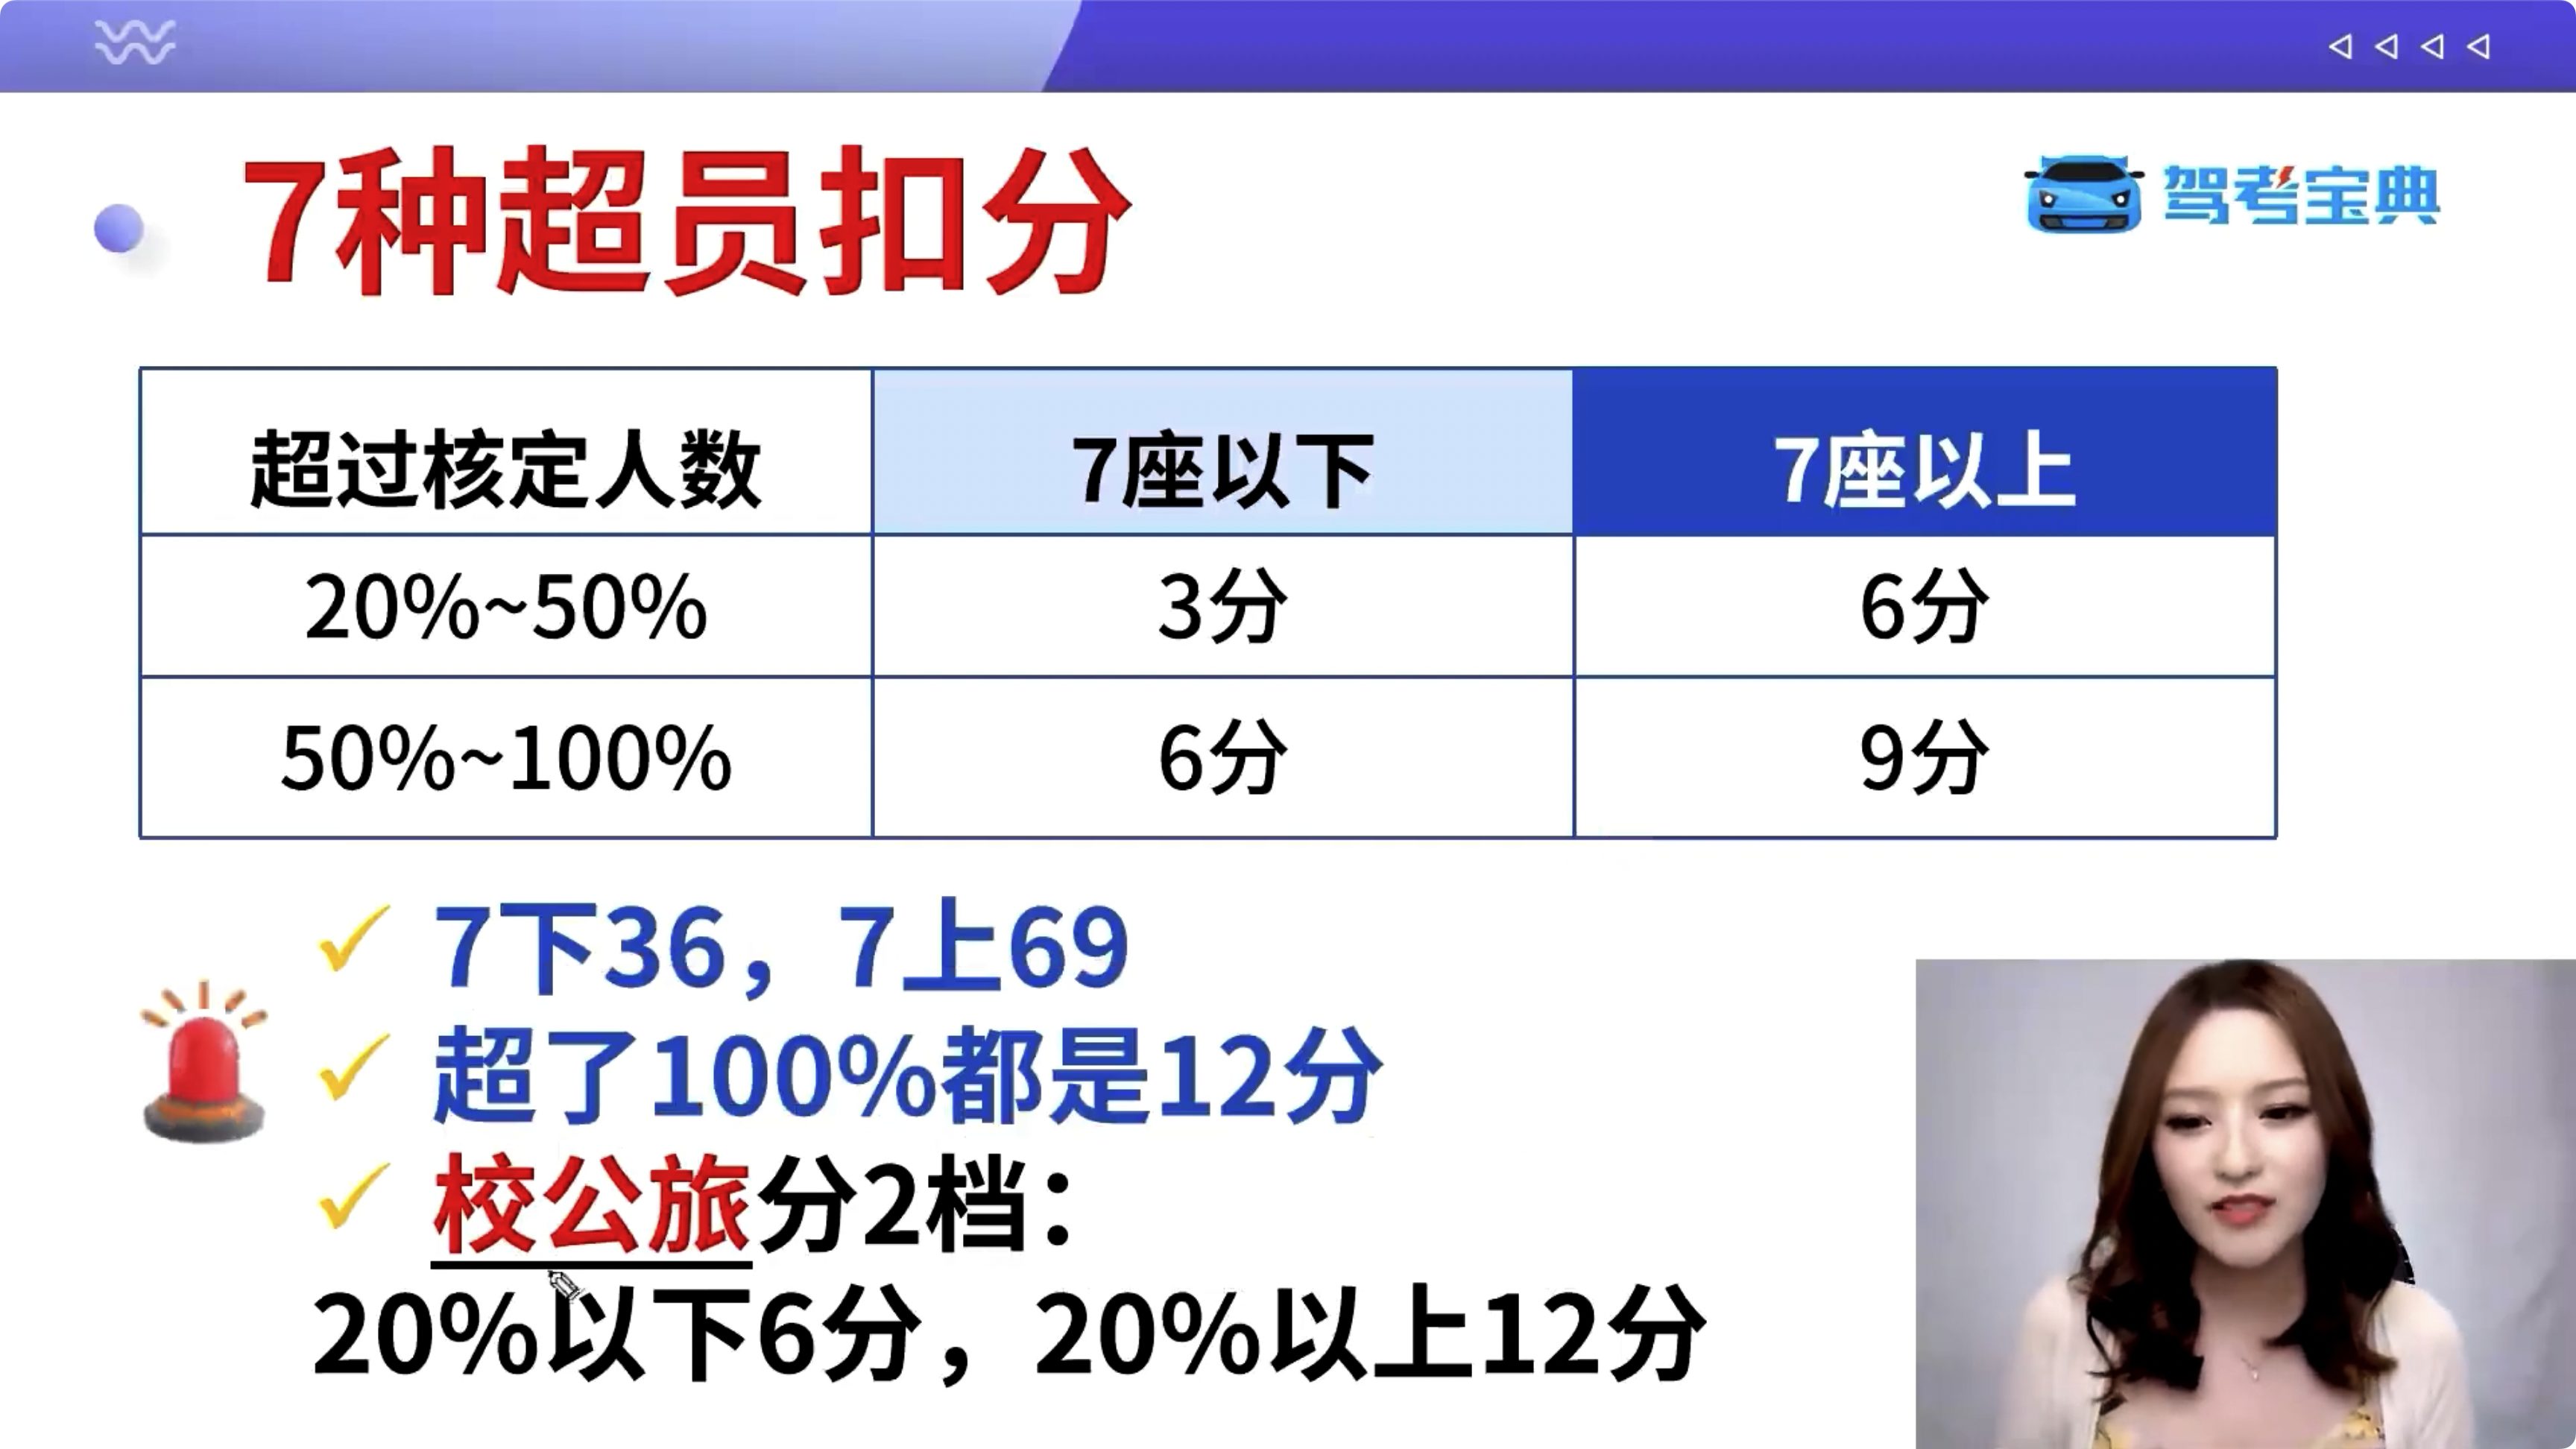 7种超员扣分
驾考宝典
超过核定人数 7座以下 7座以上
20%~50% 3分 6分
50%~100% 6分 9分
7下36，7上69
超了100%都是12分
校公旅分2档：
20%以下6分，20%以上12分